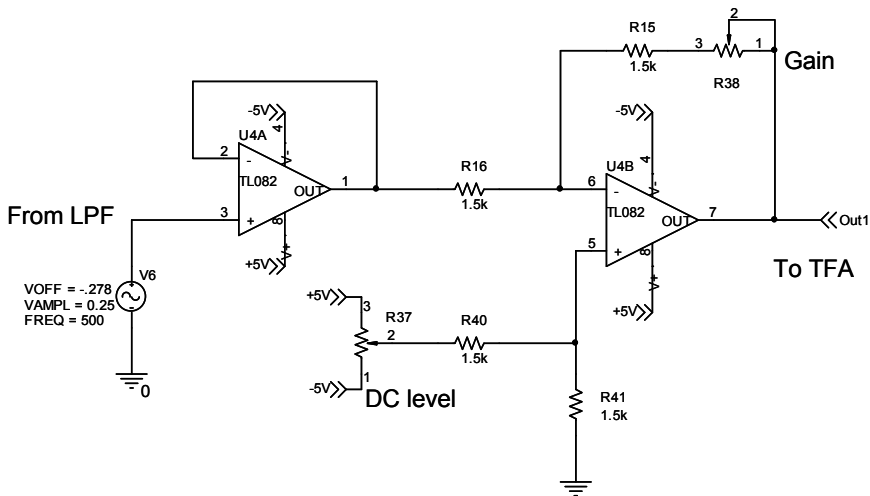 R15
2
3
1
1.5k
Gain
R38
-5V
4
V-
U4A
2
-
TL082
OUT
1
3
+
8
V+
+5V
R16
1.5k
-5V
4
V-
U4B
6
-
TL082
OUT
7
5
+
8
V+
+5V
Out1
To TFA
From LPF
V6
VOFF = -.278
VAMPL = 0.25
FREQ = 500
0
+5V
3
R37
2
1
-5V
DC level
R40
1.5k
R41
1.5k